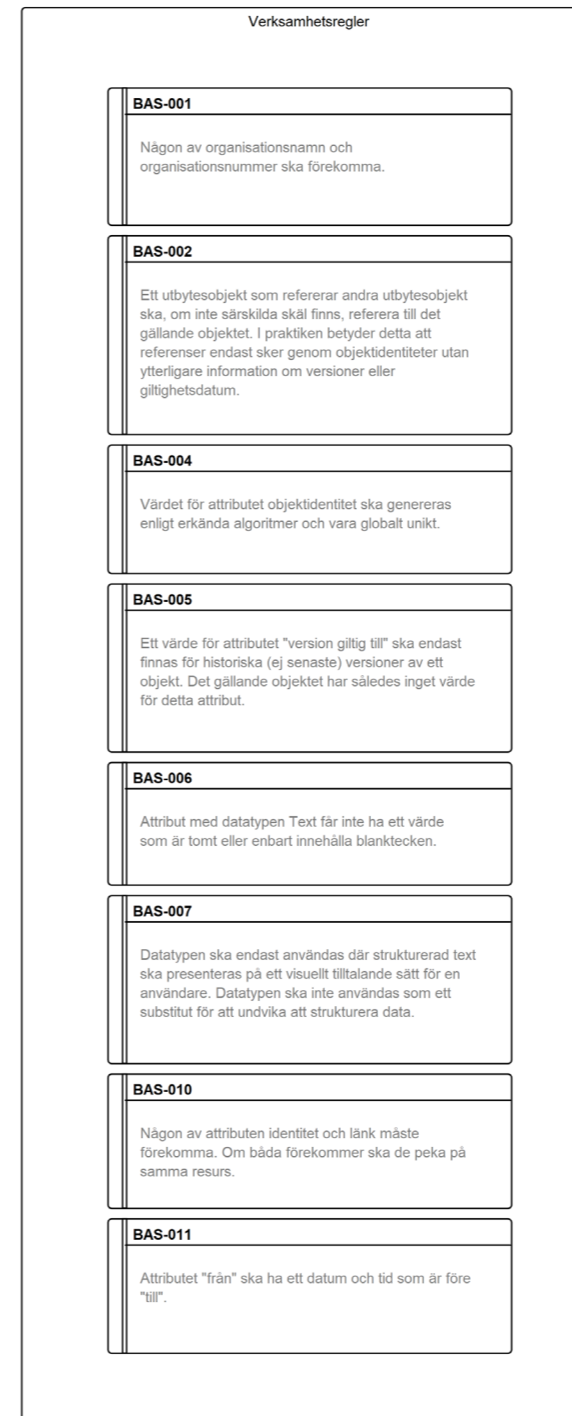 Verksamhetsregler
BAS-001
Någon av organisationsnamn och
organisationsnummer ska förekomma.
BAS-002
Ett utbytesobjekt som refererar andra utbytesobjekt
ska, om inte särskilda skäl finns, referera till det
gällande objektet. I praktiken betyder detta att
referenser endast sker genom objektidentiteter utan
ytterligare information om versioner eller
giltighetsdatum.
BAS-004
Värdet för attributet objektidentitet ska genereras
enligt erkända algoritmer och vara globalt unikt.
BAS-005
Ett värde för attributet "version giltig till" ska endast
finnas för historiska (ej senaste) versioner av ett
objekt. Det gällande objektet har således inget värde
för detta attribut.
BAS-006
Attribut med datatypen Text får inte ha ett värde
som är tomt eller enbart innehålla blanktecken.
BAS-007
Datatypen ska endast användas där strukturerad text
ska presenteras på ett visuellt tilltalande sätt för en
användare. Datatypen ska inte användas som ett
substitut för att undvika att strukturera data.
BAS-010
Någon av attributen identitet och länk måste
förekomma. Om båda förekommer ska de peka på
samma resurs.
BAS-011
Attributet "från" ska ha ett datum och tid som är före
"till".